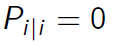 P_{i|i} = 0